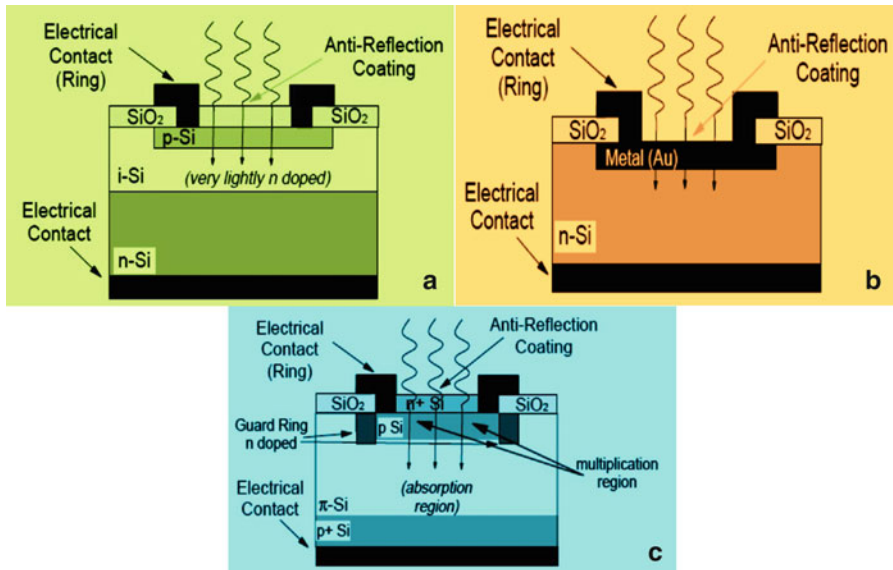 Electrical
Contact
(Ring)
Anti-Reflection
Coating
SiO2
SiO2
p-Si
i-Si
(very lightly n doped)
Electrical
Contact
n-Si
a
Electrical
Contact
(Ring)
Anti-Reflection
Coating
SiO2
SiO2
Metal (Au)
Electrical
Contact
n-Si
b
Electrical
Contact
(Ring)
Anti-Reflection
Coating
SiO2
n+ Si
SiO2
Guard Ring
n doped
p Si
multiplication
region
(absorption
region)
π-Si
Electrical
Contact
p+ Si
c